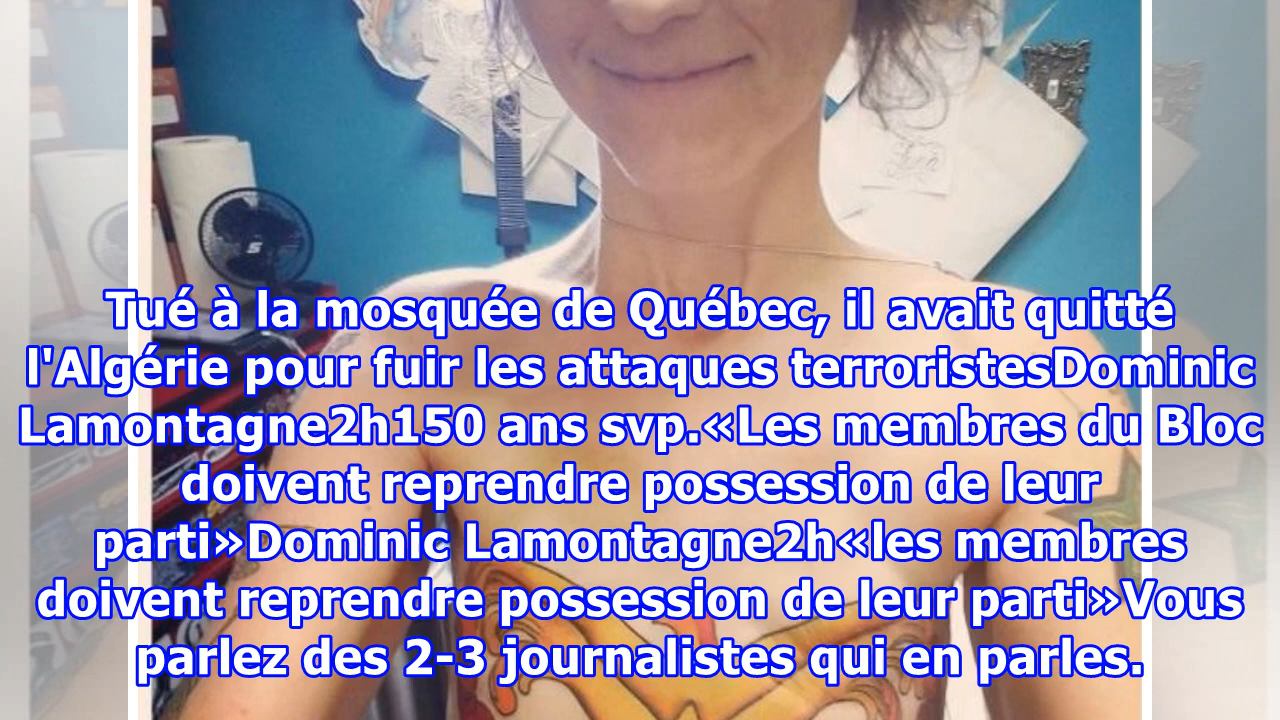 Tué à la mosquée de Québec, il avait quitté
l'Algérie pour fuir les attaques terroristesDominic
Lamontagne2h150 ans svp.«Les membres du Bloc
doivent reprendre possession de leur
parti»Dominic Lamontagne2h«les membres
doivent reprendre possession de leur parti»Vous
parlez des 2-3 journalistes qui en parles.